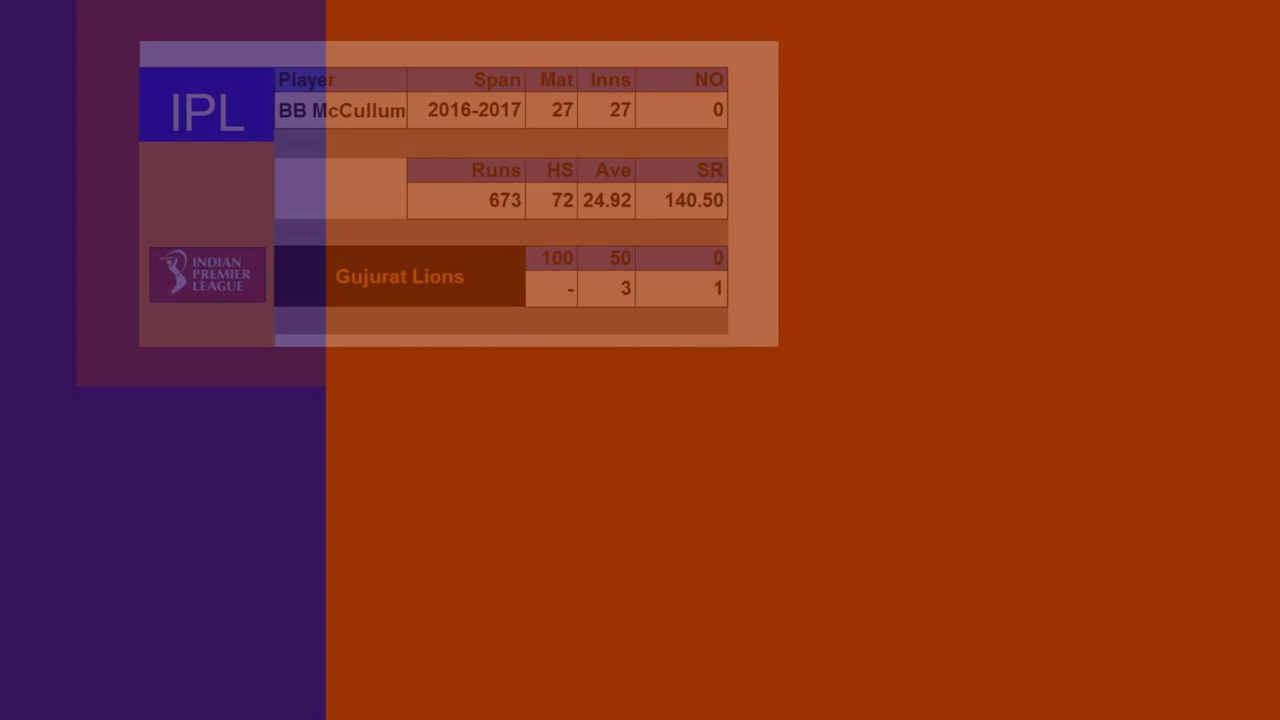 Player Span Mat Inns NO
IPL
BB McCullum 2016-2017 27 27 0
Runs HS Ave SR
673 72 24.92 140.50
INDIAN
PREMIER
LEAGUE
Gujurat Lions
100 50 0
- 3 1